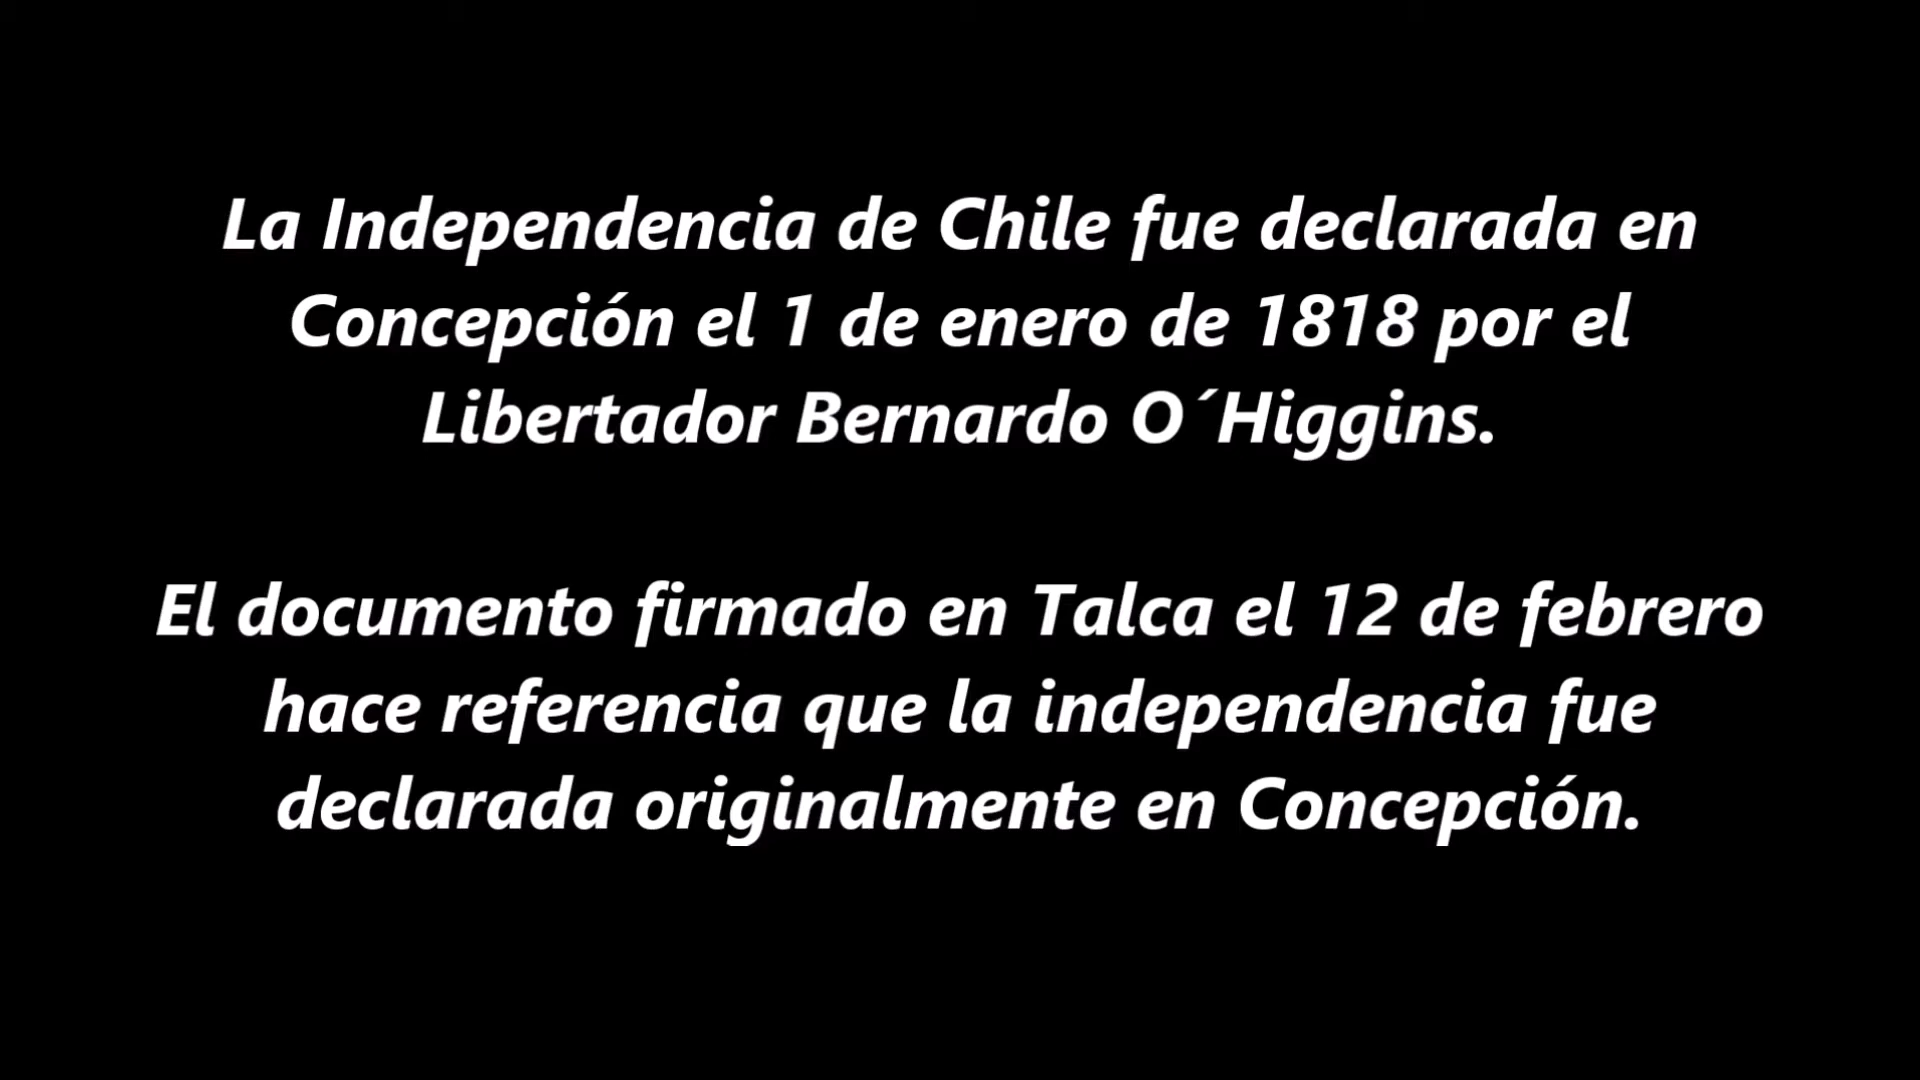 La Independencia de Chile fue declarada en
Concepción el 1 de enero de 1818 por el
Libertador Bernardo O´Higgins.
El documento firmado en Talca el 12 de febrero
hace referencia que la independencia fue
declarada originalmente en Concepción.